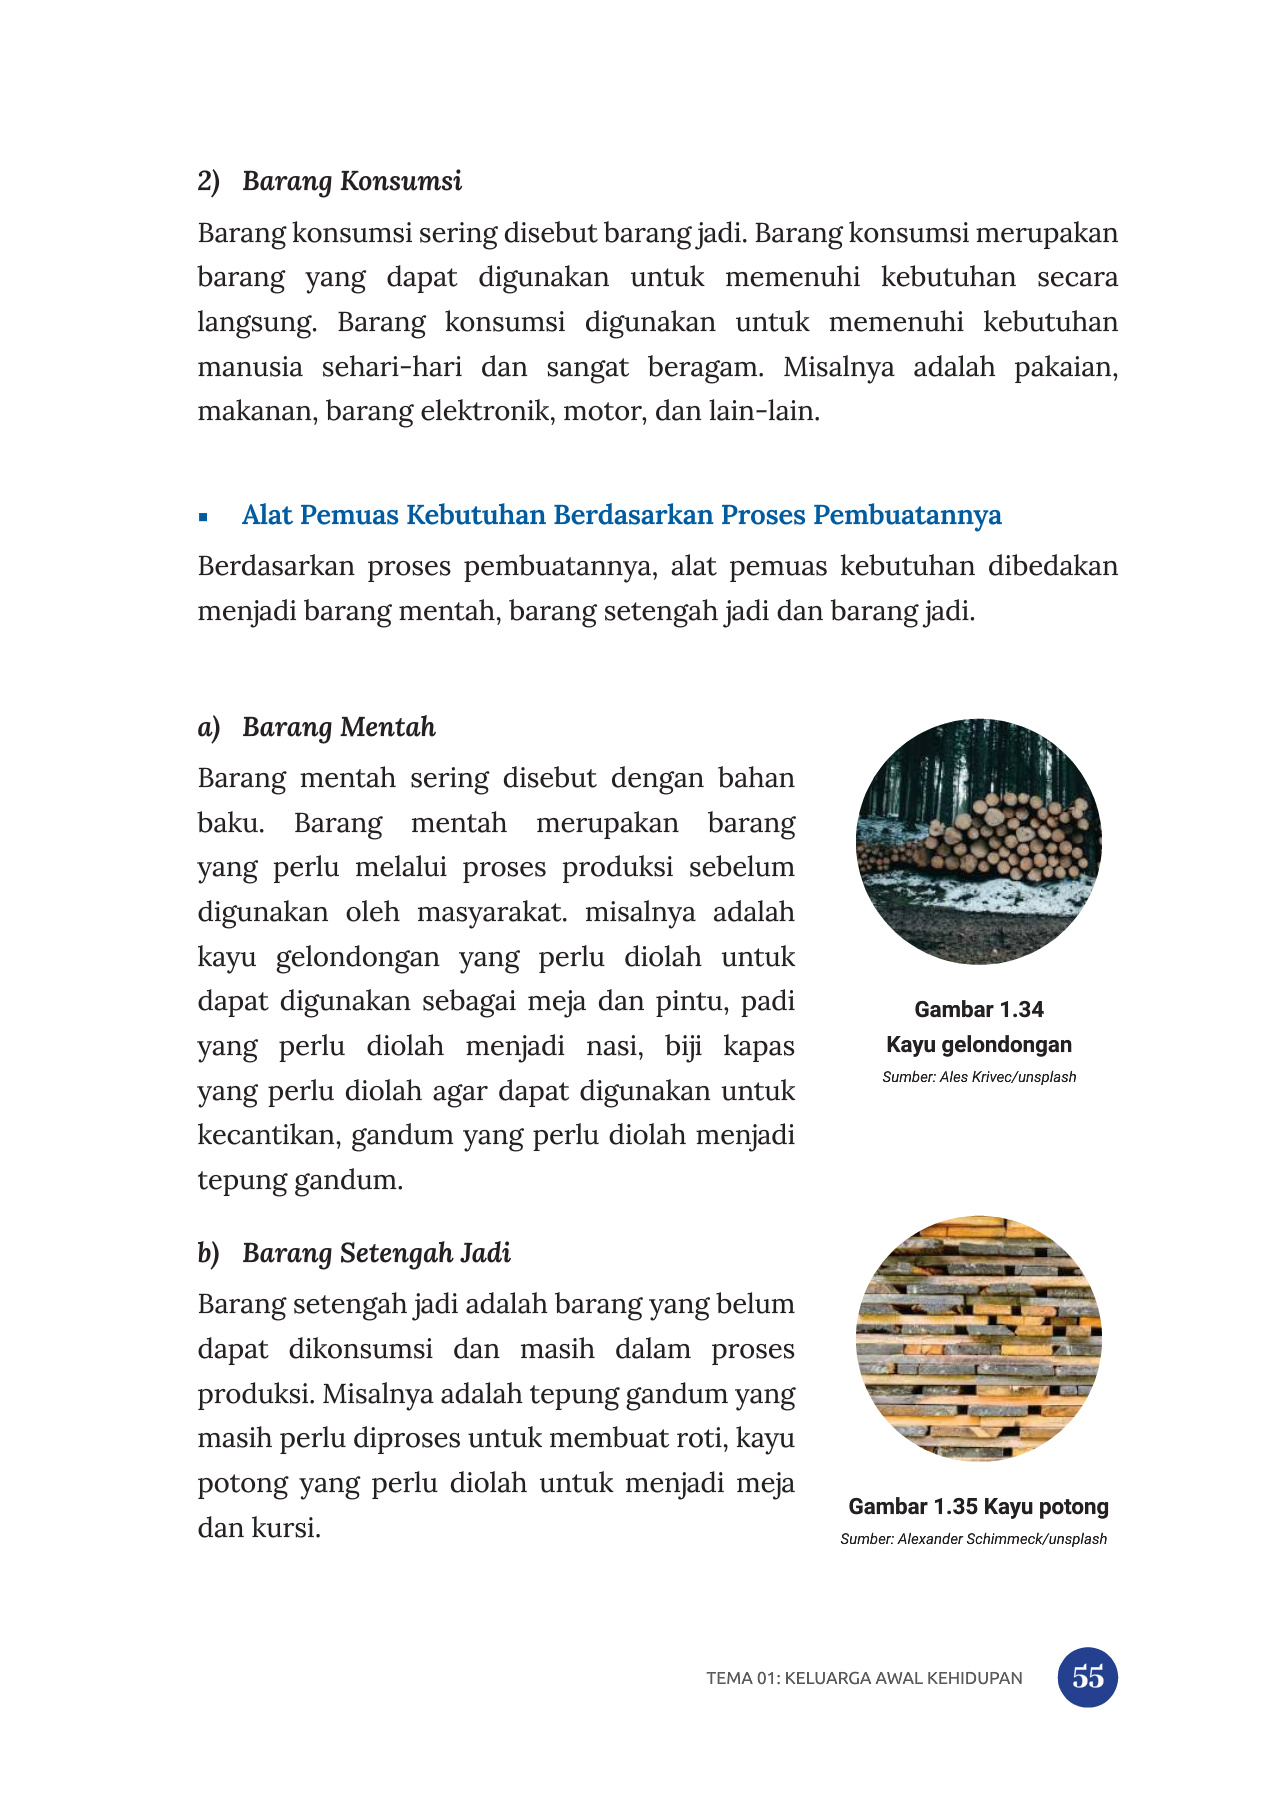 2) Barang Konsumsi
Barang konsumsi sering disebut barang jadi. Barang konsumsi merupakan
barang yang dapat digunakan untuk memenuhi kebutuhan secara
langsung. Barang konsumsi digunakan untuk memenuhi kebutuhan
manusia sehari-hari dan sangat beragam. Misalnya adalah pakaian,
makanan, barang elektronik, motor, dan lain-lain.
▪ Alat Pemuas Kebutuhan Berdasarkan Proses Pembuatannya
Berdasarkan proses pembuatannya, alat pemuas kebutuhan dibedakan
menjadi barang mentah, barang setengah jadi dan barang jadi.
a) Barang Mentah
Barang mentah sering disebut dengan bahan
baku. Barang mentah merupakan barang
yang perlu melalui proses produksi sebelum
digunakan oleh masyarakat. misalnya adalah
kayu gelondongan yang perlu diolah untuk
dapat digunakan sebagai meja dan pintu, padi
yang perlu diolah menjadi nasi, biji kapas
yang perlu diolah agar dapat digunakan untuk
kecantikan, gandum yang perlu diolah menjadi
tepung gandum.
Gambar 1.34
Kayu gelondongan
Sumber: Ales Krivec/unsplash
b) Barang Setengah Jadi
Barang setengah jadi adalah barang yang belum
dapat dikonsumsi dan masih dalam proses
produksi. Misalnya adalah tepung gandum yang
masih perlu diproses untuk membuat roti, kayu
potong yang perlu diolah untuk menjadi meja
dan kursi.
Gambar 1.35 Kayu potong
Sumber: Alexander Schimmeck/unsplash
TEMA 01: KELUARGA AWAL KEHIDUPAN
55